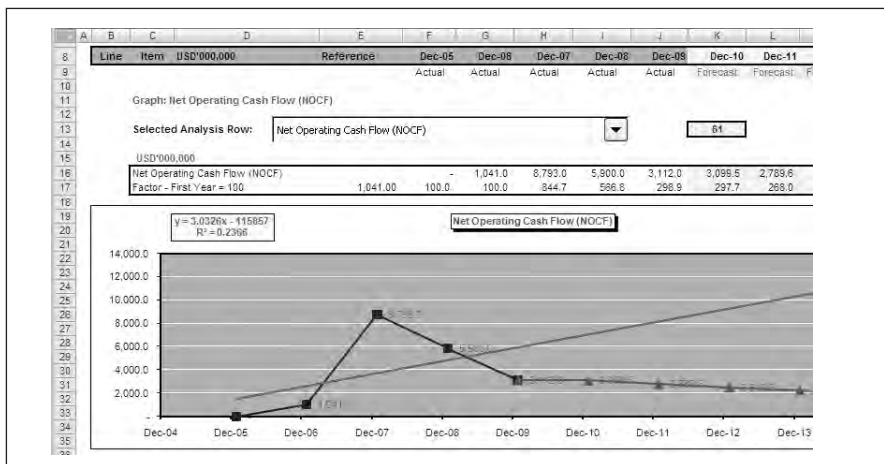 A B C D E F G H I J K L
8 Line Item USD'000,000 Reference Dec-05 Dec-06 Dec-07 Dec-08 Dec-09 Dec-10 Dec-11
9 Actual Actual Actual Actual Actual Forecast Forecast F
10
11 Graph: Net Operating Cash Flow (NOCF)
12
13 Selected Analysis Row: Net Operating Cash Flow (NOCF) 61
14
15 USD'000,000
16 Net Operating Cash Flow (NOCF) - 1,041.0 8,793.0 5,900.0 3,112.0 3,099.5 2,789.6
17 Factor - First Year = 100 1,041.00 100.0 100.0 844.7 566.8 298.9 297.7 268.0
18
19 y = 3.0326x - 115857 Net Operating Cash Flow (NOCF)
20 R² = 0.2366
21
22 14,000.0
23
24 12,000.0
25 10,000.0
26
27 8,000.0
28
29 6,000.0
30 4,000.0
31
32 2,000.0
33 -
34 Dec-04 Dec-05 Dec-06 Dec-07 Dec-08 Dec-09 Dec-10 Dec-11 Dec-12 Dec-13
35